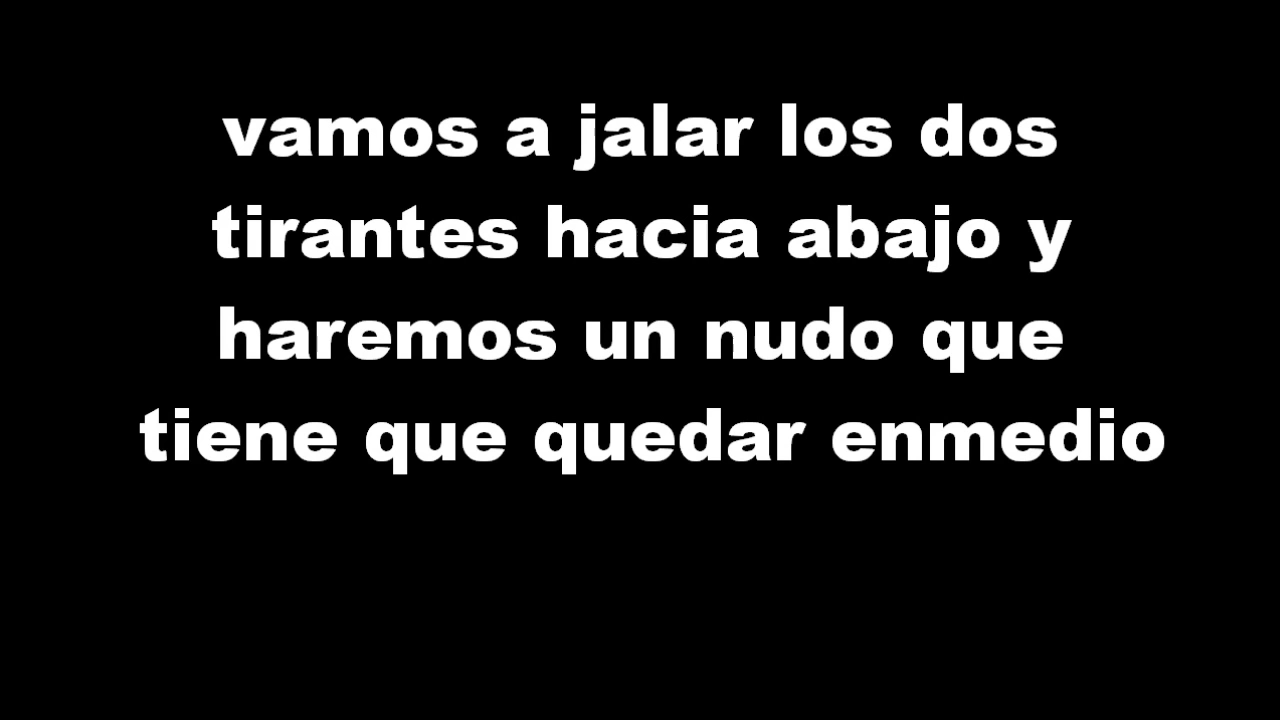 vamos a jalar los dos
tirantes hacia abajo y
haremos un nudo que
tiene que quedar enmedio